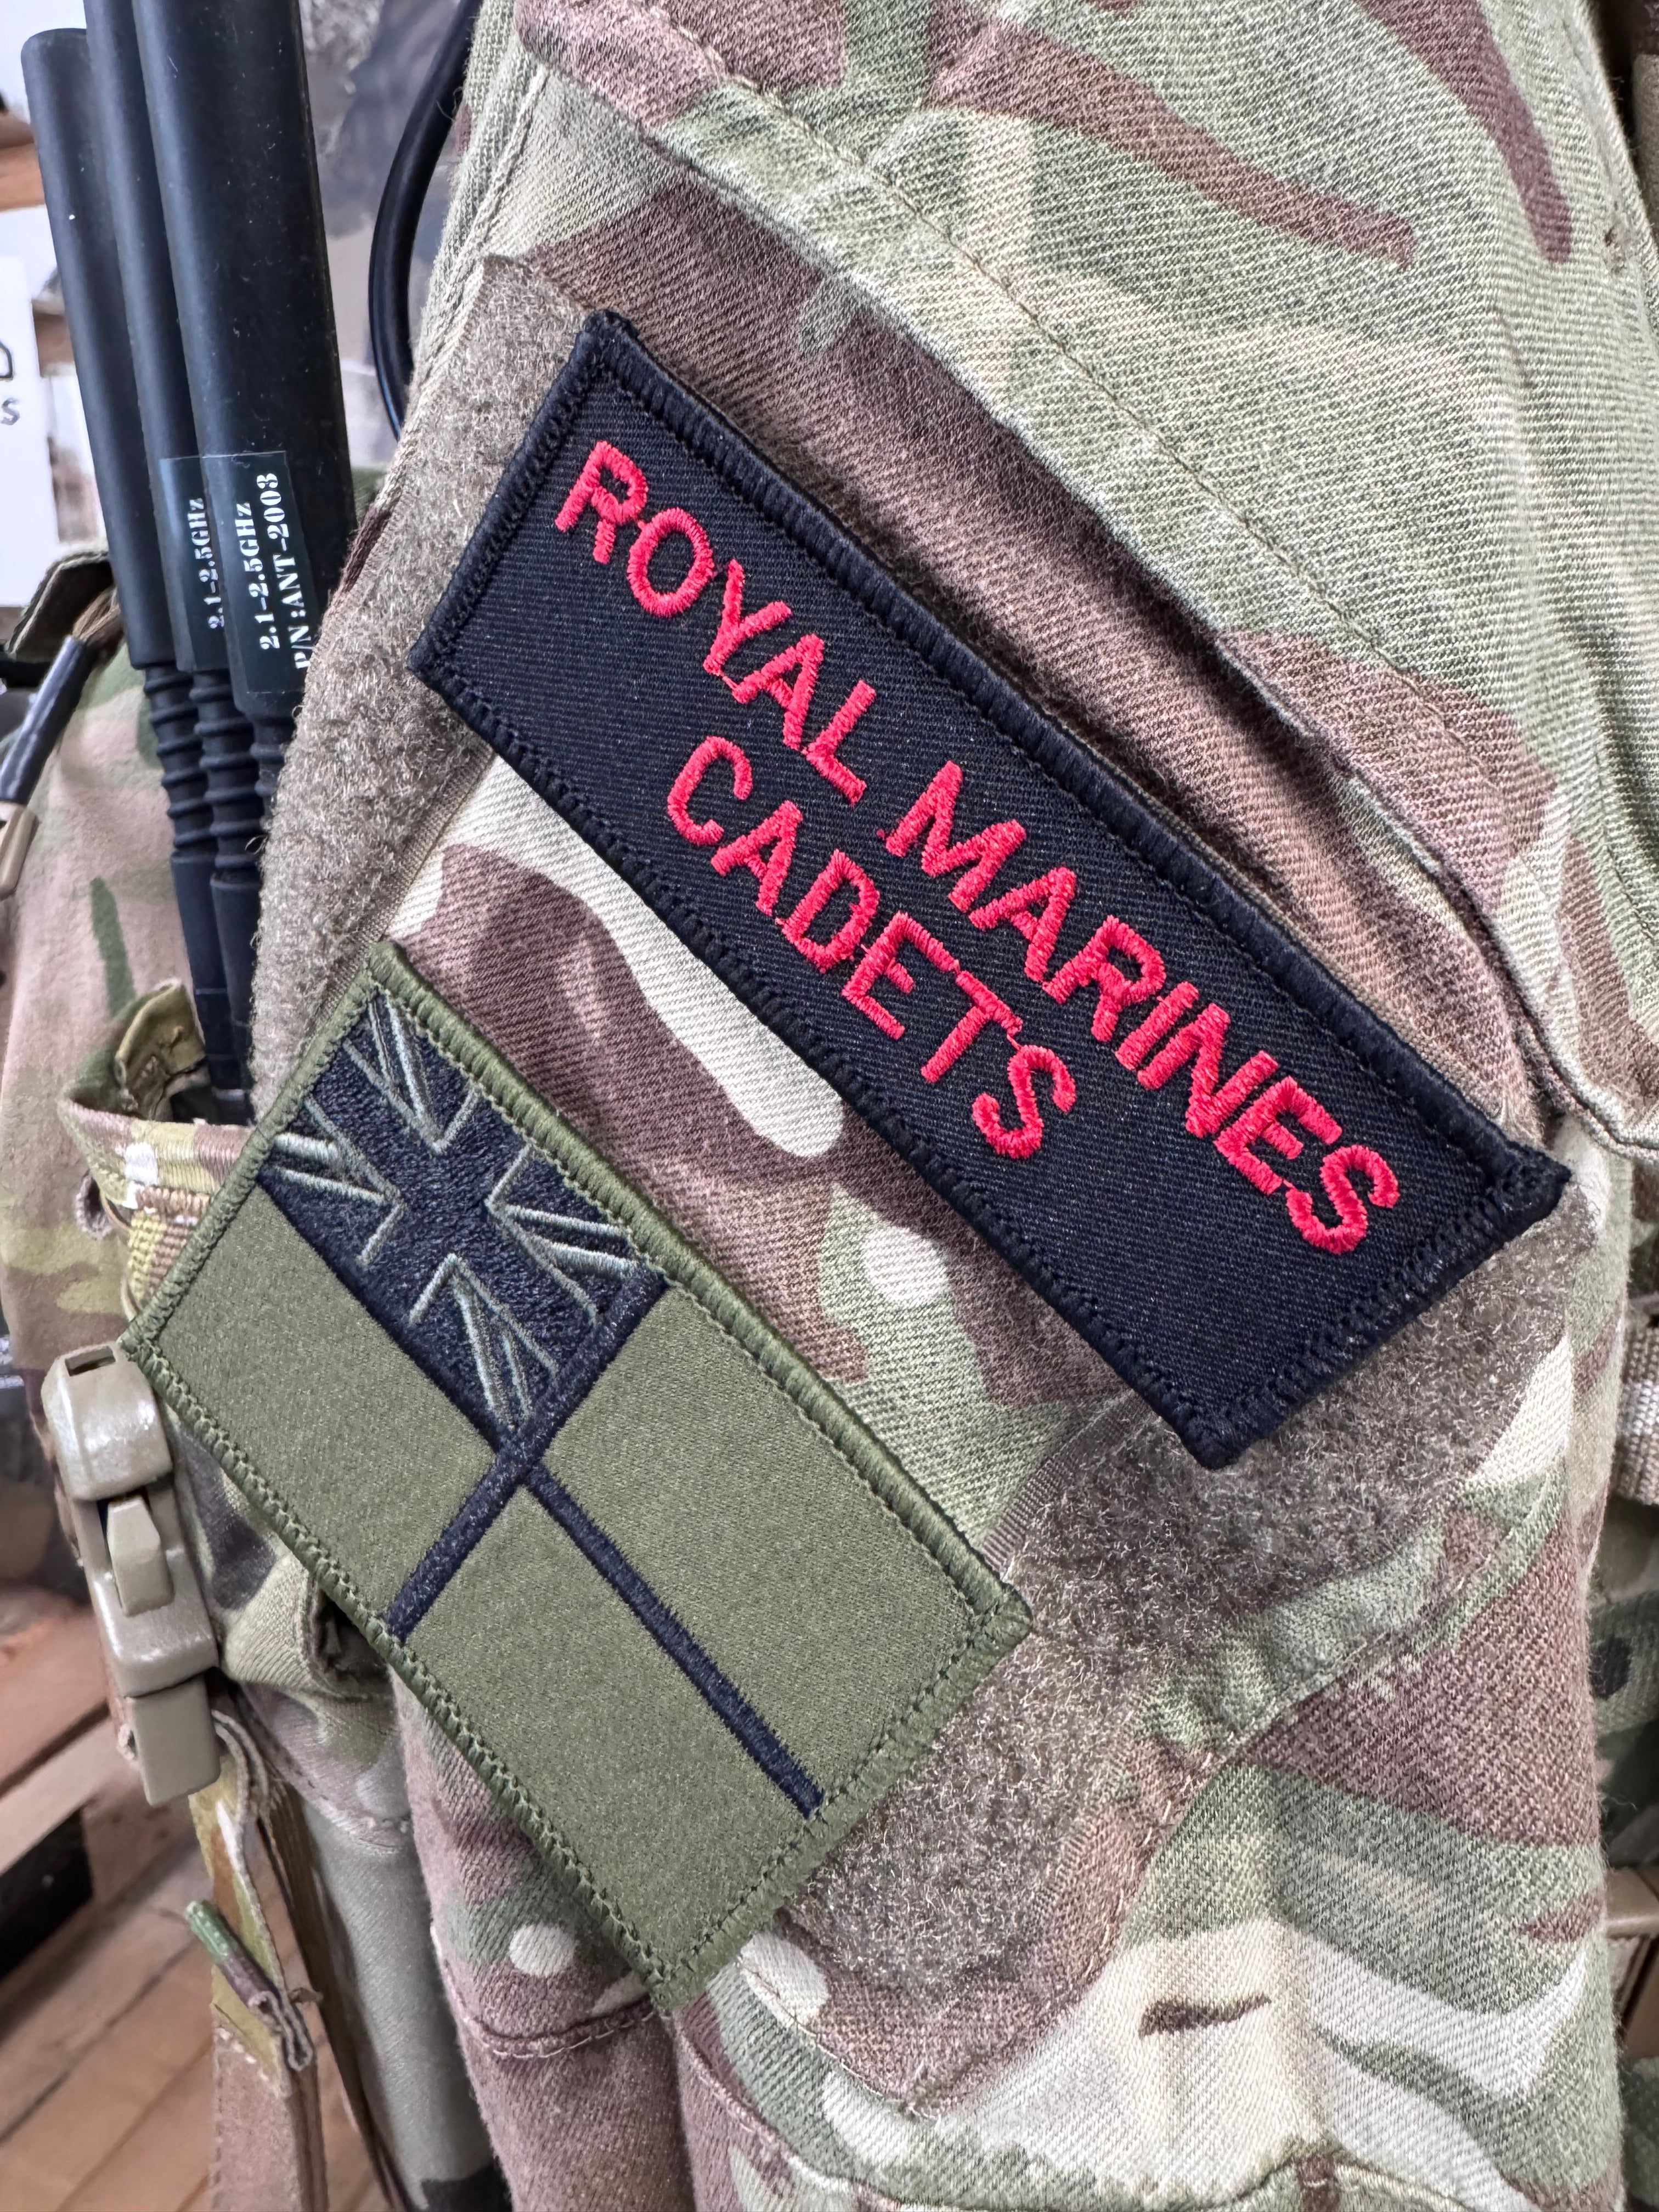 ROYAL MARINES
CADETS
2.1-2.5GHz
2.1-2.5GHz
P/N:ANT-2003